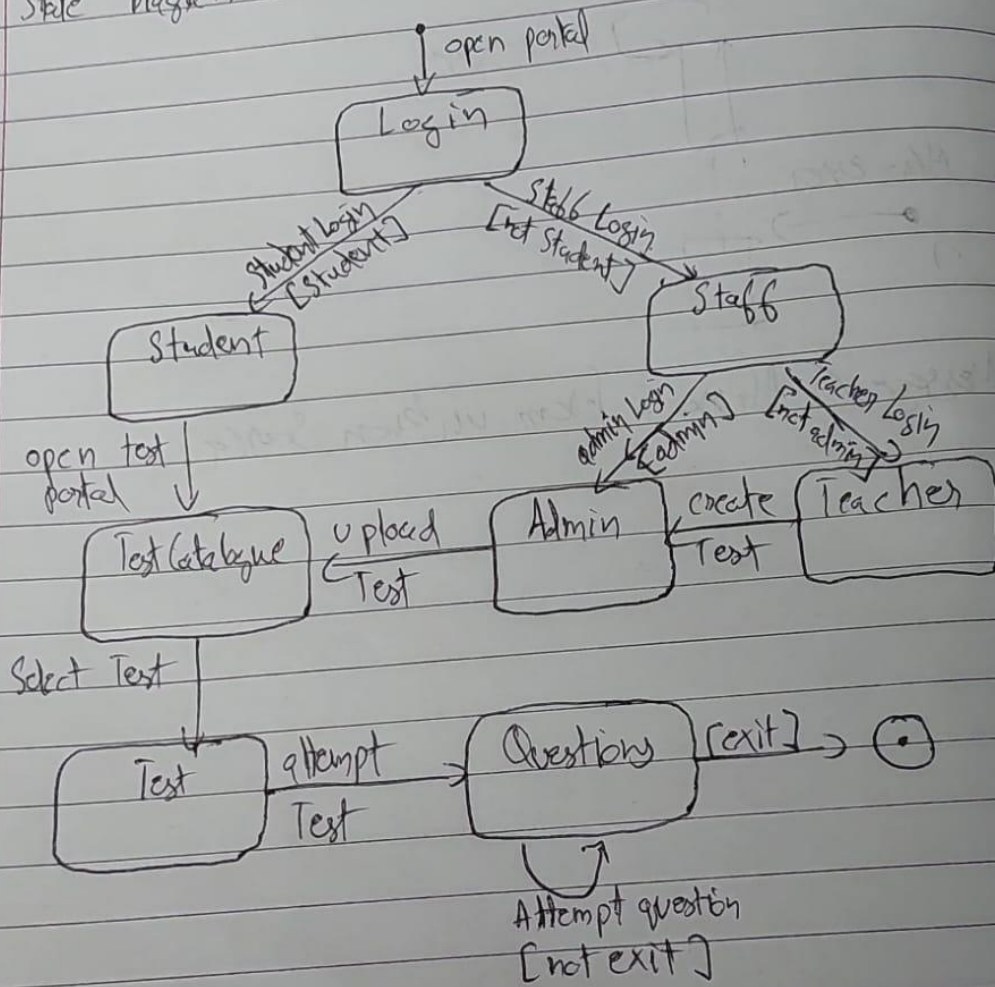 State
open portal
Login
Student Login
[Student]
Staff Login
[not Student]
Student
Staff
admin Login
[admin]
Teacher Login
[not admin]
open test
portal
Test Catalogue
upload
Test
Admin
create
Test
Teacher
Select Test
Test
attempt
Test
Questions
[exit]
Attempt question
[not exit]